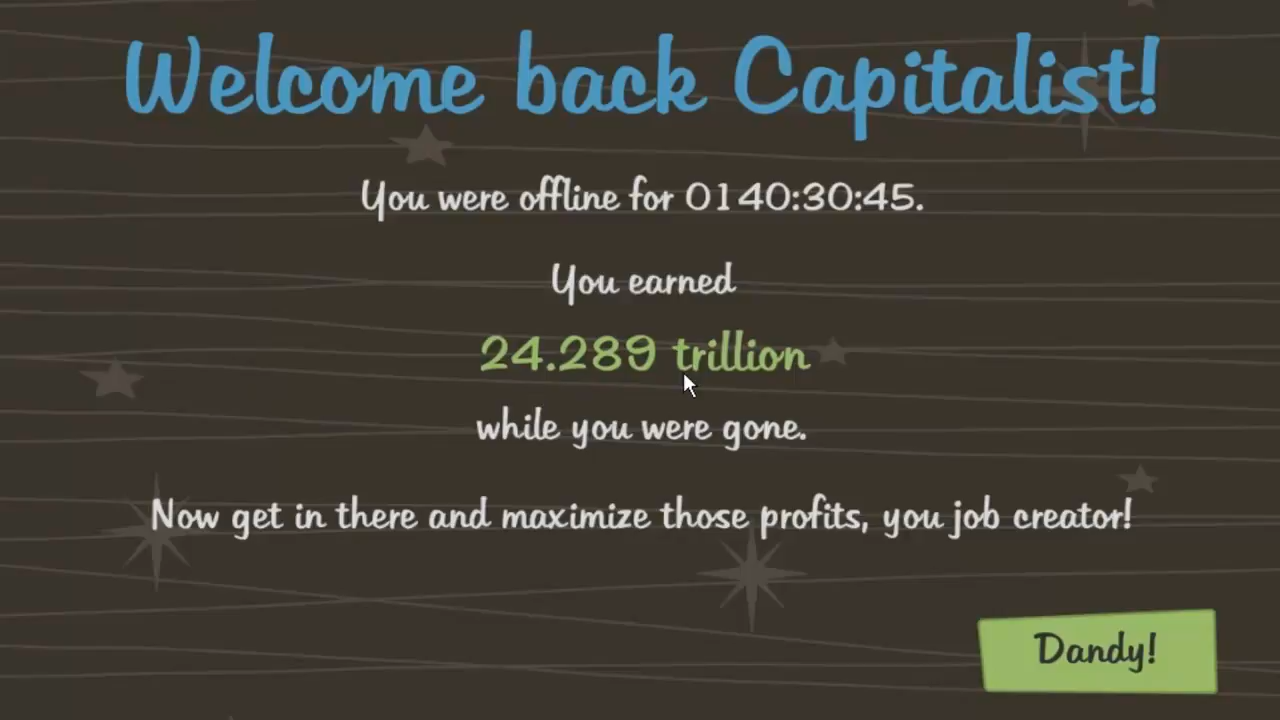 Welcome back Capitalist!
You were offline for 0140:30:45.
You earned
24.289 trillion
while you were gone.
Now get in there and maximize those profits, you job creator!
Dandy!